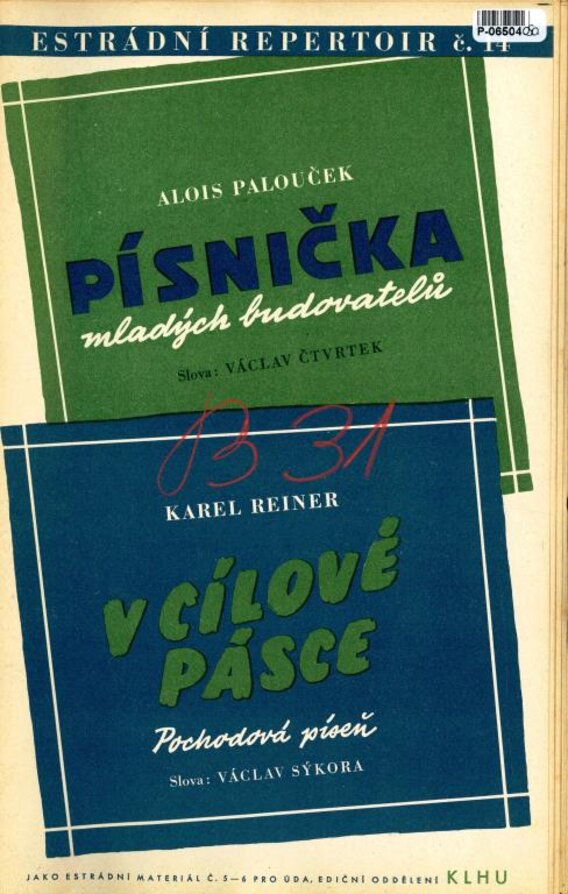 ESTRÁDNÍ REPERTOIR č. 14
P-06504
ALOIS PALOUČEK
PÍSNIČKA
mladých budovatelů
Slova: VÁCLAV ČTVRTEK
B 31
KAREL REINER
V CÍLOVÉ
PÁSCE
Pochodová píseň
Slova: VÁCLAV SÝKORA
JAKO ESTRÁDNÍ MATERIÁL Č. 5–6 PRO ÚDA, EDIČNÍ ODDĚLENÍ KLHU